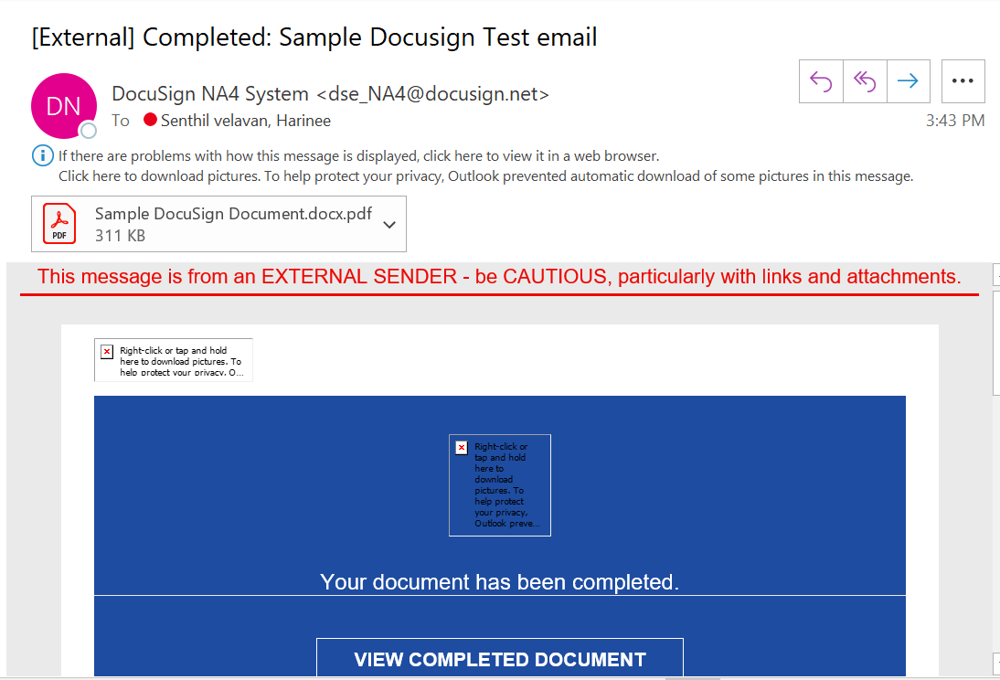 [External] Completed: Sample Docusign Test email
DN
DocuSign NA4 System <dse_NA4@docusign.net>
To Senthil velavan, Harinee
3:43 PM
If there are problems with how this message is displayed, click here to view it in a web browser.
Click here to download pictures. To help protect your privacy, Outlook prevented automatic download of some pictures in this message.
PDF
Sample DocuSign Document.docx.pdf
311 KB
This message is from an EXTERNAL SENDER - be CAUTIOUS, particularly with links and attachments.
Right-click or tap and hold
here to download pictures. To
help protect your privacy, O...
Right-click or
tap and hold
here to
download
pictures. To
help protect
your privacy,
Outlook preve...
Your document has been completed.
VIEW COMPLETED DOCUMENT